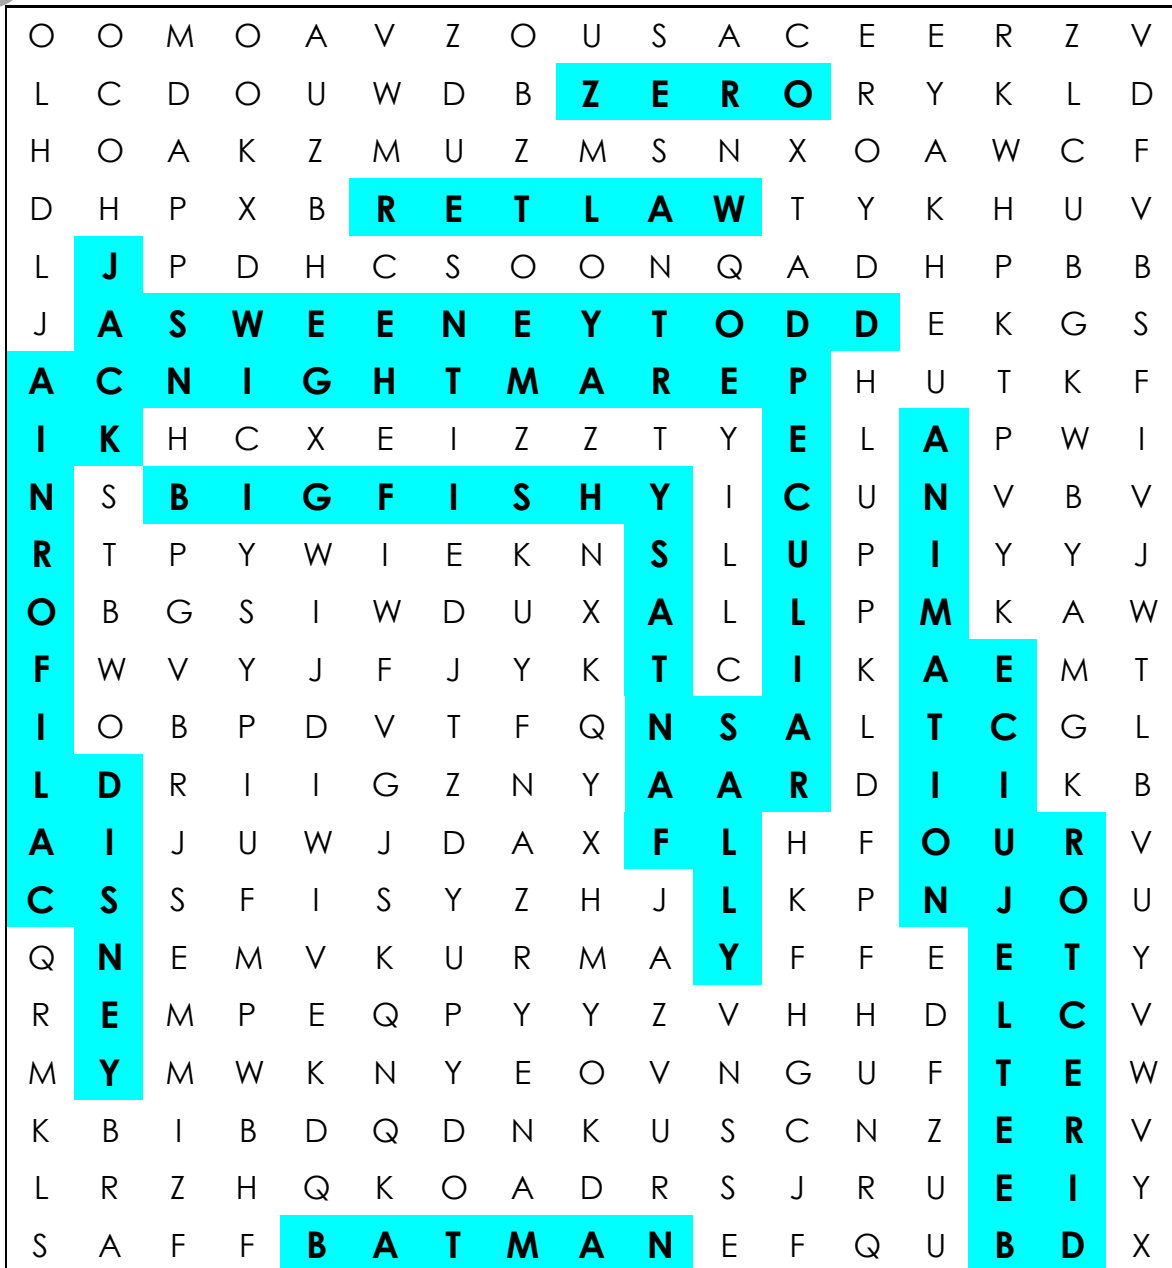 O O M O A V Z O U S A C E E R Z V
L C D O U W D B Z E R O R Y K L D
H O A K Z M U Z M S N X O A W C F
D H P X B R E T L A W T Y K H U V
L J P D H C S O O N Q A D H P B B
J A S W E E N E Y T O D D E K G S
A C N I G H T M A R E P H U T K F
I K H C X E I Z Z T Y E L A P W I
N S B I G F I S H Y I C U N V B V
R T P Y W I E K N S L U P I Y Y J
O B G S I W D U X A L L P M K A W
F W V Y J F J Y K T C I K A E M T
I O B P D V T F Q N S A L T C G L
L D R I I G Z N Y A A R D I I K B
A I J U W J D A X F L H F O U R V
C S S F I S Y Z H J L K P N J O U
Q N E M V K U R M A Y F F E E T Y
R E M P E Q P Y Y Z V H H D L C V
M Y M W K N Y E O V N G U F T E W
K B I B D Q D N K U S C N Z E R V
L R Z H Q K O A D R S J R U E I Y
S A F F B A T M A N E F Q U B D X